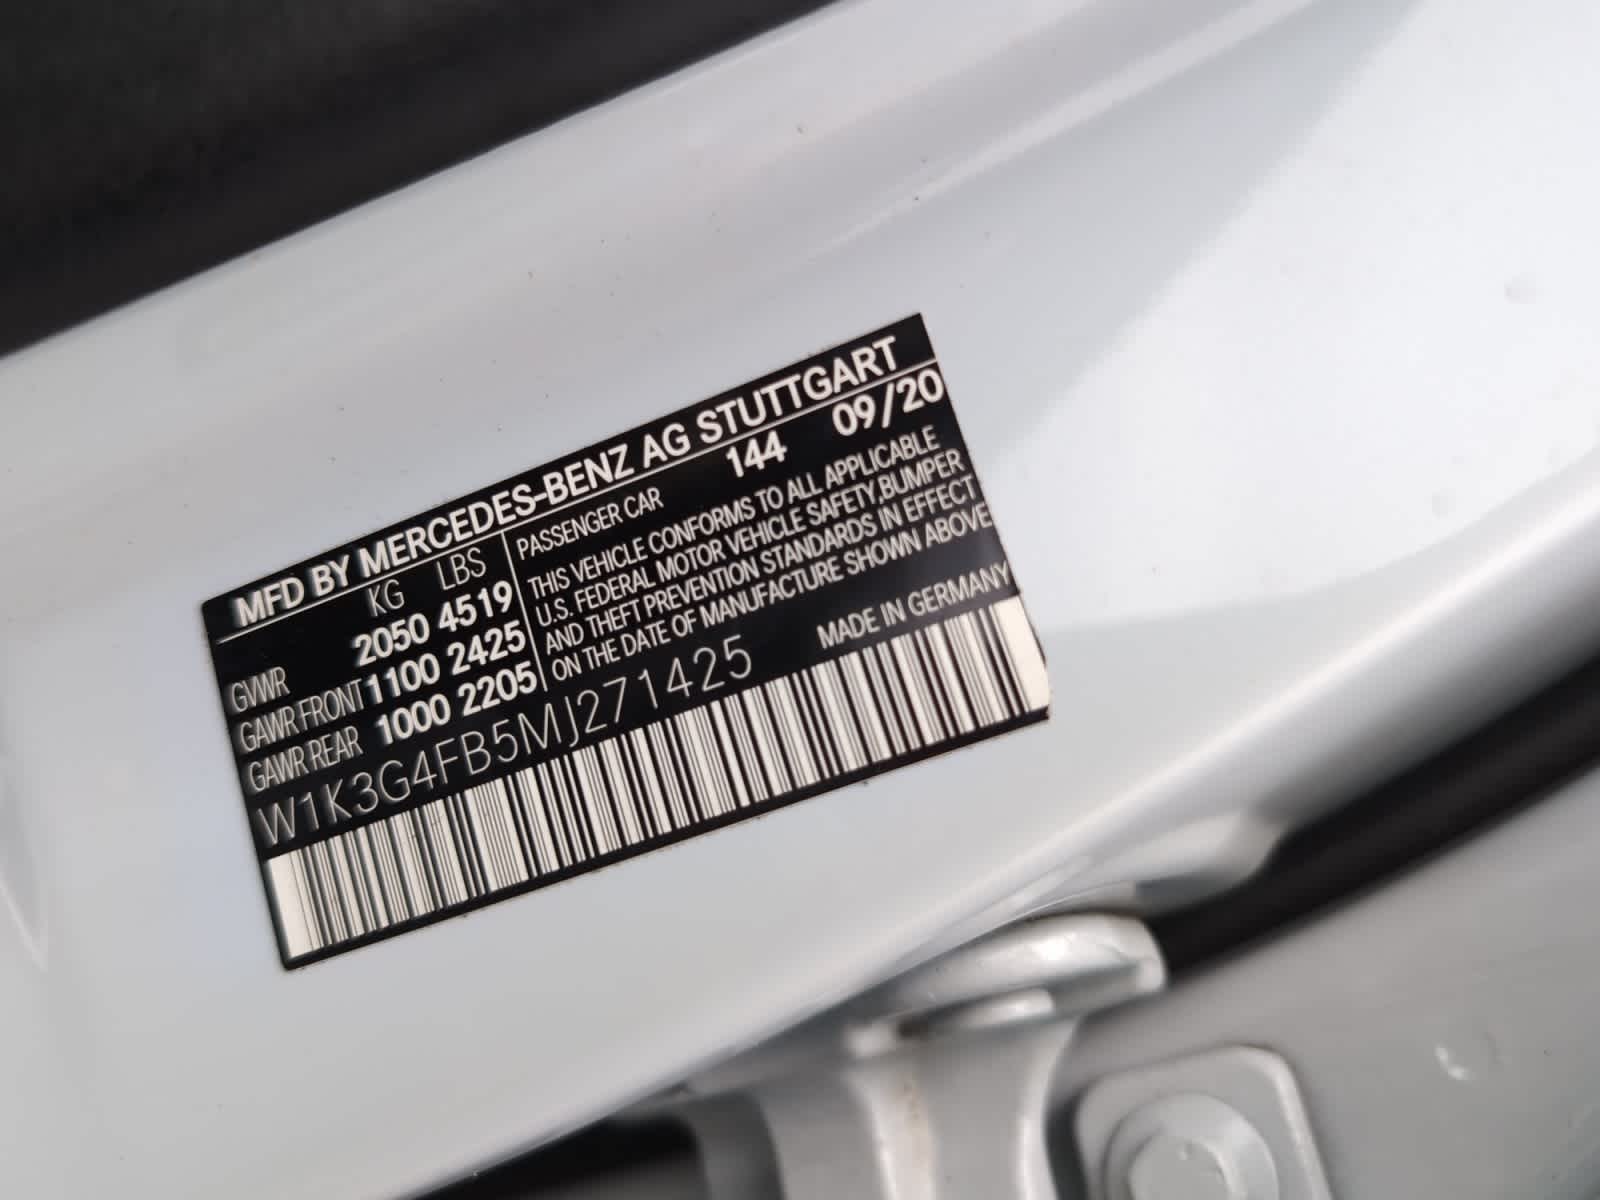 MFD BY MERCEDES-BENZ AG STUTTGART
KG LBS
GVWR 2050 4519
GAWR FRONT 1100 2425
GAWR REAR 1000 2205
PASSENGER CAR 144 09/20
THIS VEHICLE CONFORMS TO ALL APPLICABLE
U.S. FEDERAL MOTOR VEHICLE SAFETY,BUMPER
AND THEFT PREVENTION STANDARDS IN EFFECT
ON THE DATE OF MANUFACTURE SHOWN ABOVE
W1K3G4FB5MJ271425 MADE IN GERMANY